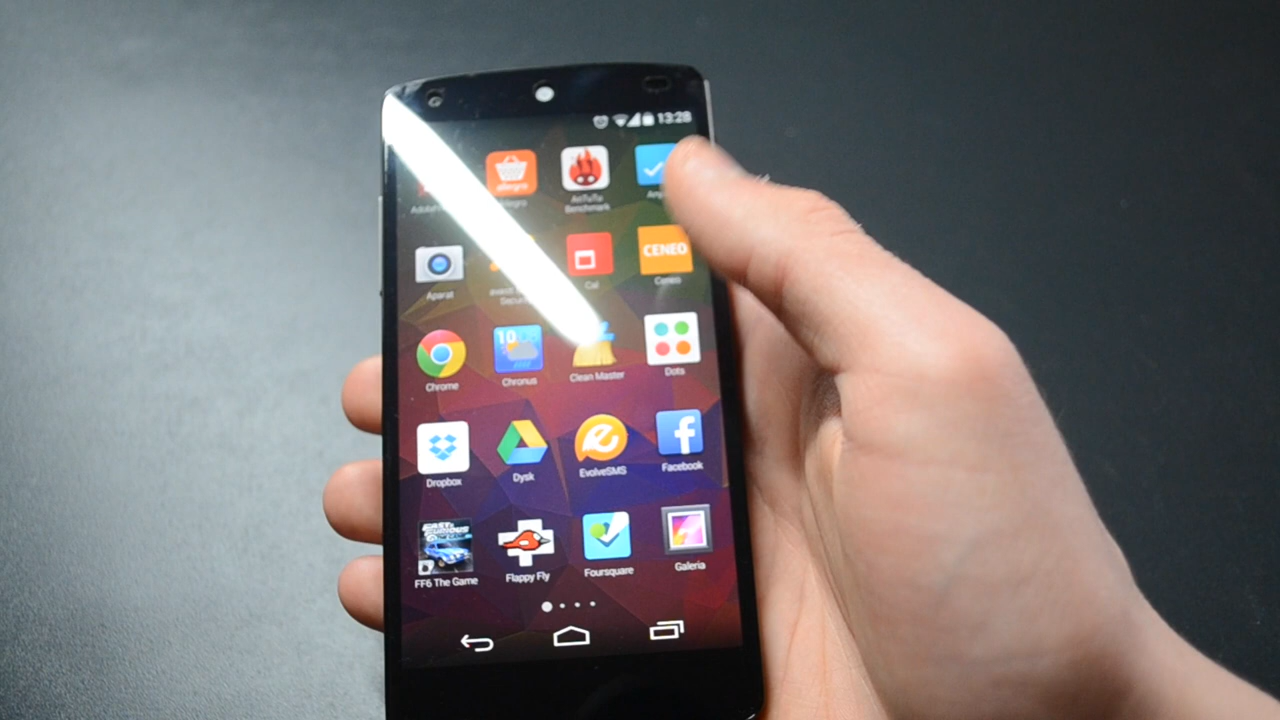 13:28
allegro
AnTuTu
Benchmark
CENEO
Aparat
Cal
Ceneo
10
Chrome
Chronus
Clean Master
Dots
Dropbox
Dysk
EvolveSMS
Facebook
FF6 The Game
Flappy Fly
Foursquare
Galeria